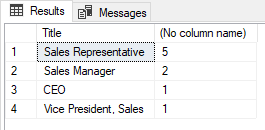 Results Messages
Title (No column name)
1 Sales Representative 5
2 Sales Manager 2
3 CEO 1
4 Vice President, Sales 1